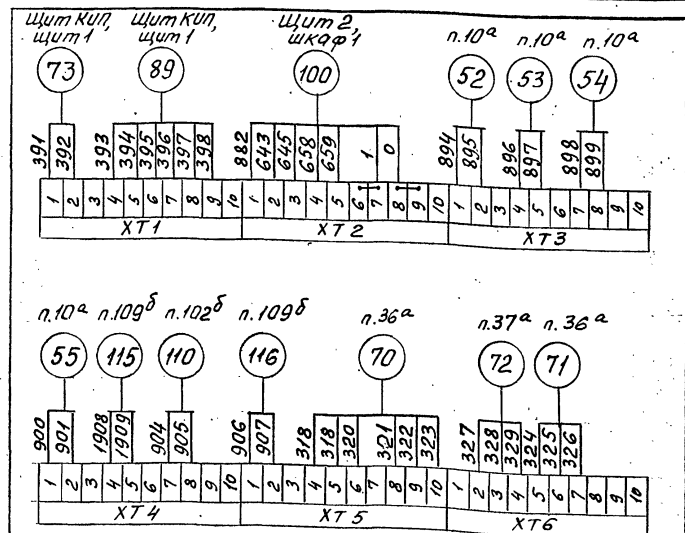 Щит КИП, Щит КИП, Щит 2, п.10а п.10а п.10а
щит 1 щит 1 шкаф 1
73 89 100 52 53 54
391 392 393 394 395 396 397 398 882 643 645 658 659 1 0 894 895 896 897 898 899
1 2 3 4 5 6 7 8 9 10 1 2 3 4 5 6 7 8 9 10 1 2 3 4 5 6 7 8 9 10
ХТ1 ХТ2 ХТ3
п.10а п.109б п.102б п.109б п.36а п.37а п.36а
55 115 110 116 70 72 71
900 901 1908 1909 904 905 906 907 318 318 320 321 322 323 327 328 329 324 325 326
1 2 3 4 5 6 7 8 9 10 1 2 3 4 5 6 7 8 9 10 1 2 3 4 5 6 7 8 9 10
ХТ4 ХТ5 ХТ6